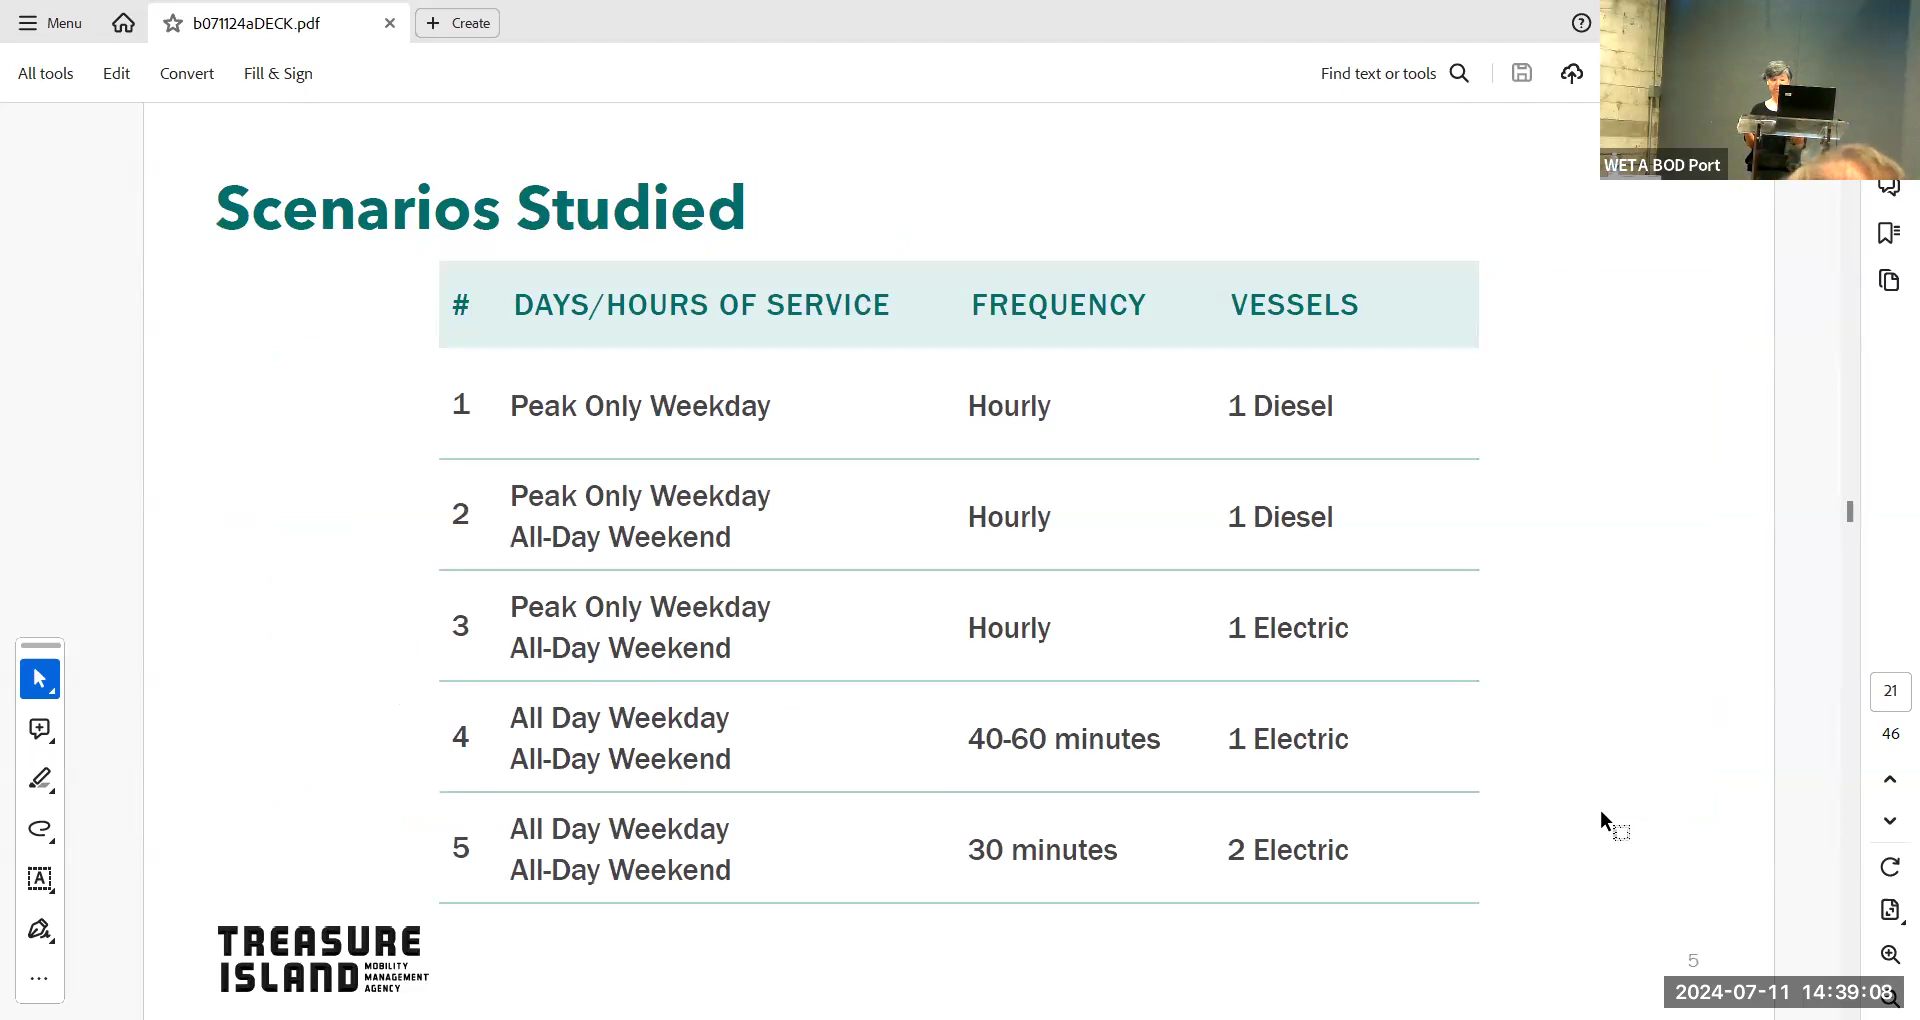 Menu
b071124aDECK.pdf
Create
All tools
Edit
Convert
Fill & Sign
Find text or tools
WETA BOD Port
Scenarios Studied
# DAYS/HOURS OF SERVICE FREQUENCY VESSELS
1 Peak Only Weekday Hourly 1 Diesel
2 Peak Only Weekday Hourly 1 Diesel
All-Day Weekend
3 Peak Only Weekday Hourly 1 Electric
All-Day Weekend
4 All Day Weekday 40-60 minutes 1 Electric
All-Day Weekend
5 All Day Weekday 30 minutes 2 Electric
All-Day Weekend
21
46
TREASURE
ISLAND
MOBILITY
MANAGEMENT
AGENCY
5
2024-07-11 14:39:08